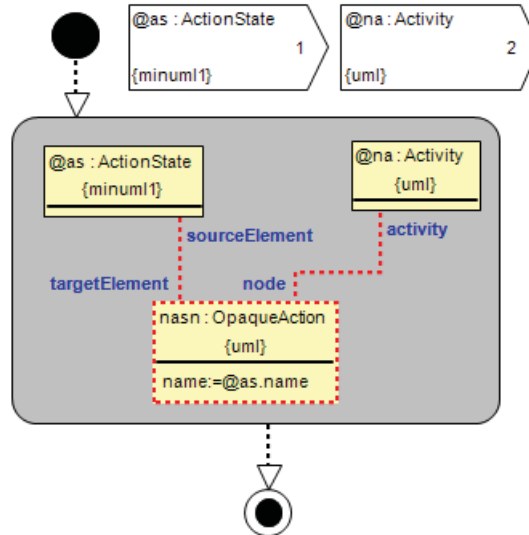 @as : ActionState
1
{minuml1}
@na : Activity
2
{uml}
@as : ActionState
{minuml1}
@na : Activity
{uml}
sourceElement
activity
targetElement
node
nasn : OpaqueAction
{uml}
name:=@as.name